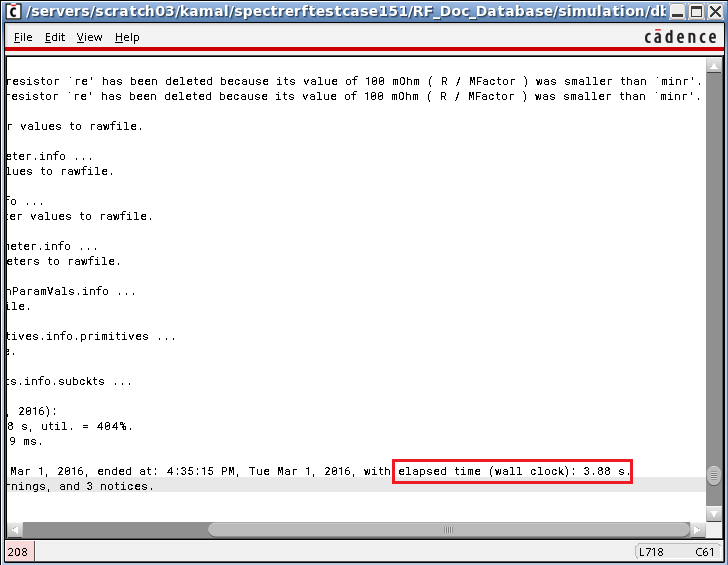 /servers/scratch03/kamal/spectrerftestcase151/RF_Doc_Database/simulation/db
File Edit View Help
cādence
resistor `re' has been deleted because its value of 100 mOhm ( R / MFactor ) was smaller than `minr'.
resistor `re' has been deleted because its value of 100 mOhm ( R / MFactor ) was smaller than `minr'.
r values to rawfile.
eter.info ...
lues to rawfile.
fo ...
ter values to rawfile.
meter.info ...
eters to rawfile.
nParamVals.info ...
ile.
tives.info.primitives ...
e.
ts.info.subckts ...
, 2016):
8 s, util. = 404%.
9 ms.
Mar 1, 2016, ended at: 4:35:15 PM, Tue Mar 1, 2016, with elapsed time (wall clock): 3.88 s.
rnings, and 3 notices.
208
L718 C61